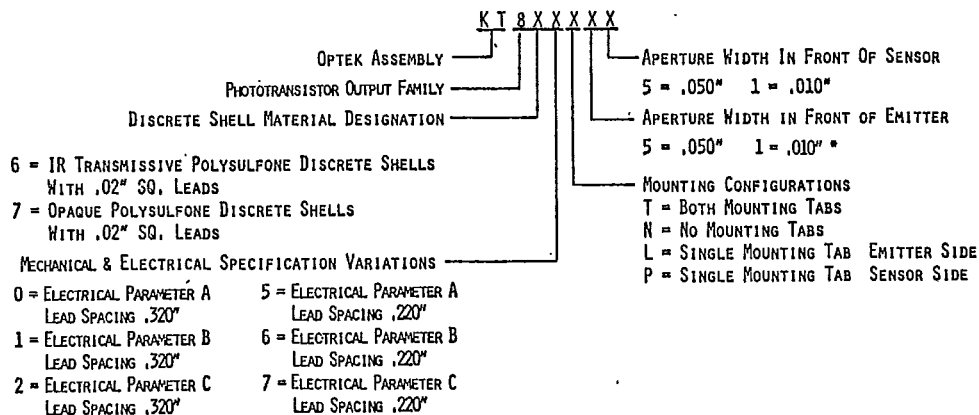 K T 8 X X X X X
OPTEK ASSEMBLY
PHOTOTRANSISTOR OUTPUT FAMILY
DISCRETE SHELL MATERIAL DESIGNATION
6 = IR TRANSMISSIVE POLYSULFONE DISCRETE SHELLS
WITH .02" SQ. LEADS
7 = OPAQUE POLYSULFONE DISCRETE SHELLS
WITH .02" SQ. LEADS
MECHANICAL & ELECTRICAL SPECIFICATION VARIATIONS
0 = ELECTRICAL PARAMETER A
LEAD SPACING .320"
1 = ELECTRICAL PARAMETER B
LEAD SPACING .320"
2 = ELECTRICAL PARAMETER C
LEAD SPACING .320"
5 = ELECTRICAL PARAMETER A
LEAD SPACING .220"
6 = ELECTRICAL PARAMETER B
LEAD SPACING .220"
7 = ELECTRICAL PARAMETER C
LEAD SPACING .220"
APERTURE WIDTH IN FRONT OF SENSOR
5 = .050" 1 = .010"
APERTURE WIDTH IN FRONT OF EMITTER
5 = .050" 1 = .010" *
MOUNTING CONFIGURATIONS
T = BOTH MOUNTING TABS
N = NO MOUNTING TABS
L = SINGLE MOUNTING TAB EMITTER SIDE
P = SINGLE MOUNTING TAB SENSOR SIDE